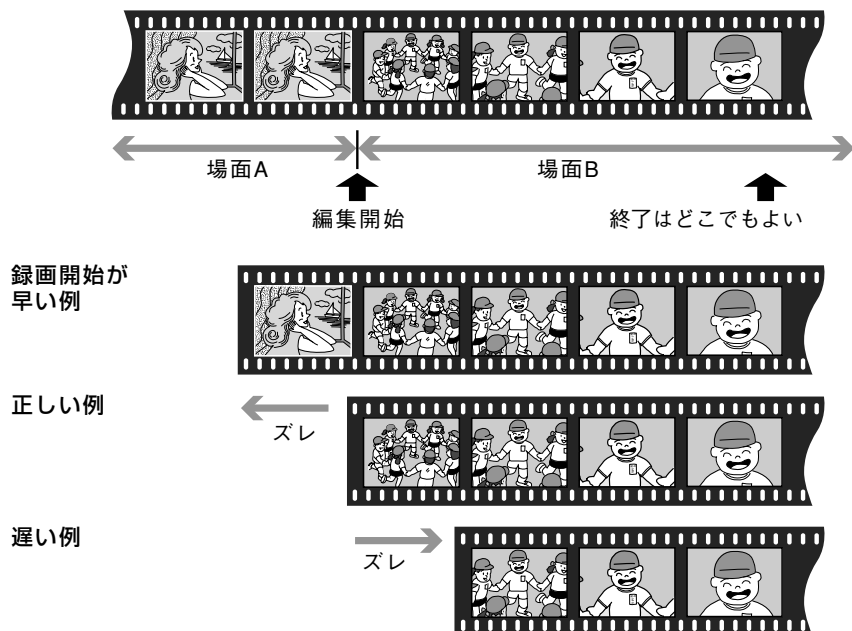 場面A
場面B
編集開始
終了はどこでもよい
録画開始が
早い例
正しい例
ズレ
遅い例
ズレ